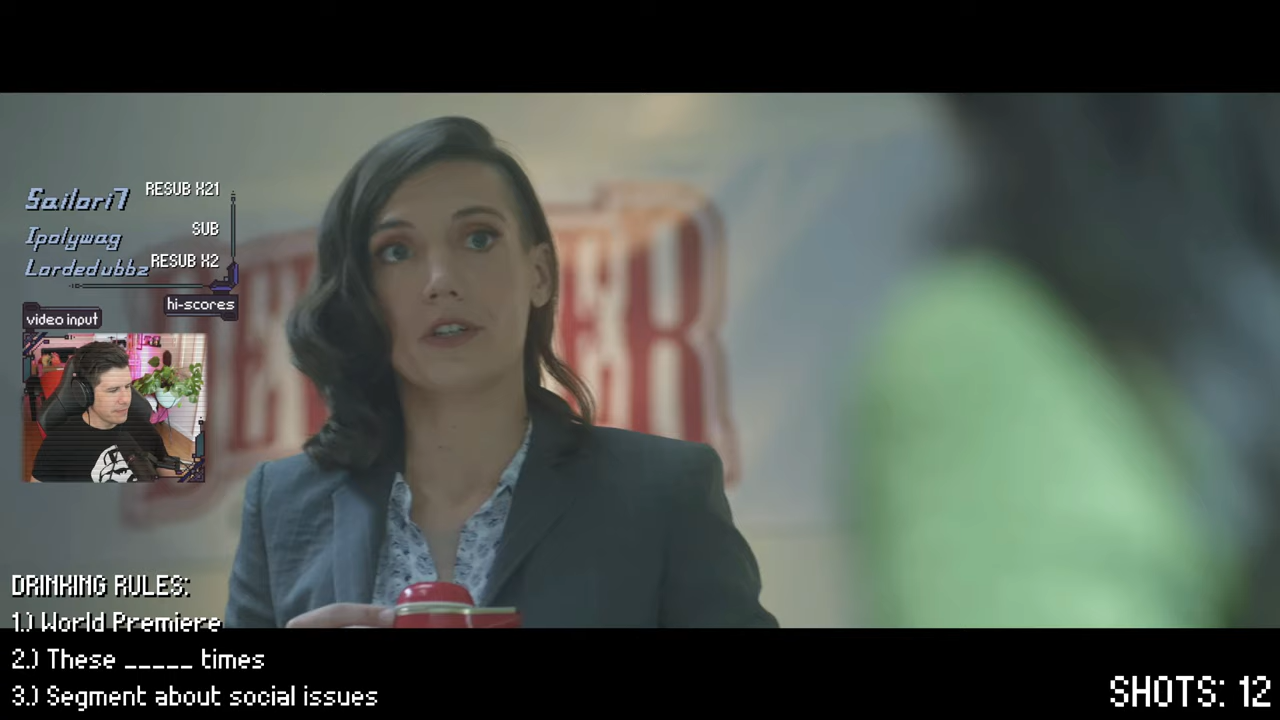 Sailori7 RESUB X21
Ipolywag SUB
Lordedubbz RESUB X2
hi-scores
video input
DRINKING RULES:
1.) World Premiere
2.) These _____ times
3.) Segment about social issues
SHOTS: 12